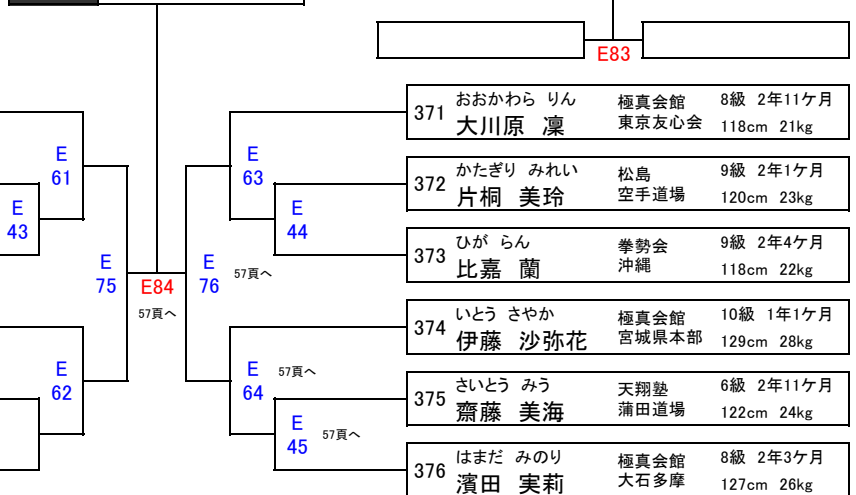 E83
371 おおかわら りん 極真会館 8級 2年11ケ月
大川原 凜 東京友心会 118cm 21kg
E
61
E
63
372 かたぎり みれい 松島 9級 2年1ケ月
片桐 美玲 空手道場 120cm 23kg
E
43
E
44
373 ひが らん 拳勢会 9級 2年4ケ月
比嘉 蘭 沖縄 118cm 22kg
E
75
E84
57頁へ
E
76
57頁へ
374 いとう さやか 極真会館 10級 1年1ケ月
伊藤 沙弥花 宮城県本部 129cm 28kg
E
62
E
64
57頁へ
375 さいとう みう 天翔塾 6級 2年11ケ月
齋藤 美海 蒲田道場 122cm 24kg
E
45
57頁へ
376 はまだ みのり 極真会館 8級 2年3ケ月
濱田 実莉 大石多摩 127cm 26kg